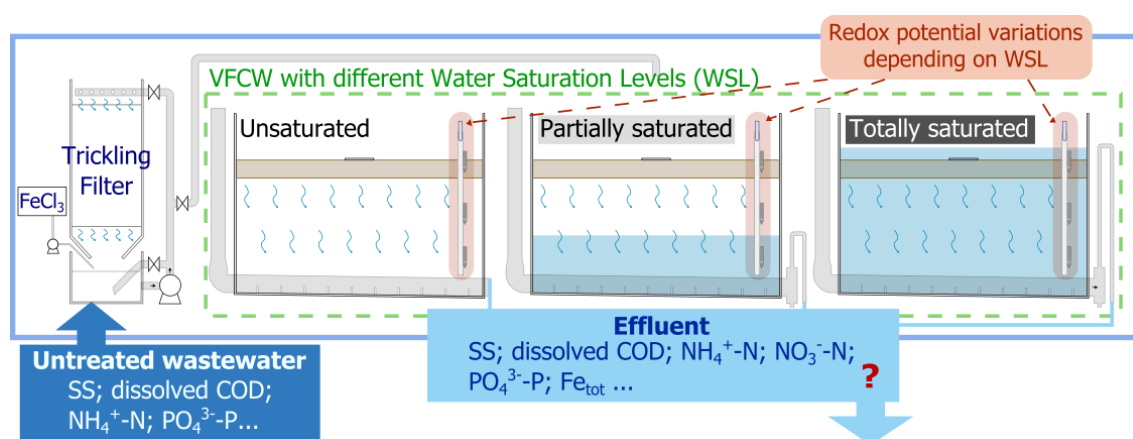 Redox potential variations
depending on WSL
VFCW with different Water Saturation Levels (WSL)
Trickling
Filter
FeCl₃
Unsaturated
Partially saturated
Totally saturated
Untreated wastewater
SS; dissolved COD;
NH₄⁺-N; PO₄³⁻-P...
Effluent
SS; dissolved COD; NH₄⁺-N; NO₃⁻-N;
PO₄³⁻-P; Feₜₒₜ ...
?